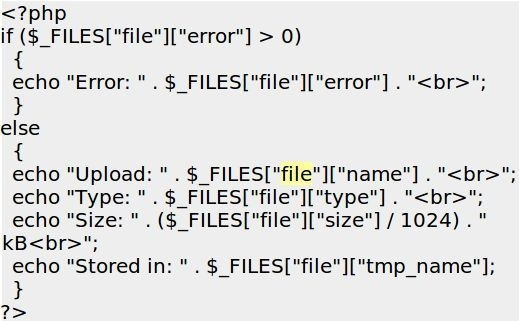 <?php
if ($_FILES["file"]["error"] > 0)
  {
  echo "Error: " . $_FILES["file"]["error"] . "<br>";
  }
else
  {
  echo "Upload: " . $_FILES["file"]["name"] . "<br>";
  echo "Type: " . $_FILES["file"]["type"] . "<br>";
  echo "Size: " . ($_FILES["file"]["size"] / 1024) . "
kB<br>";
  echo "Stored in: " . $_FILES["file"]["tmp_name"];
  }
?>